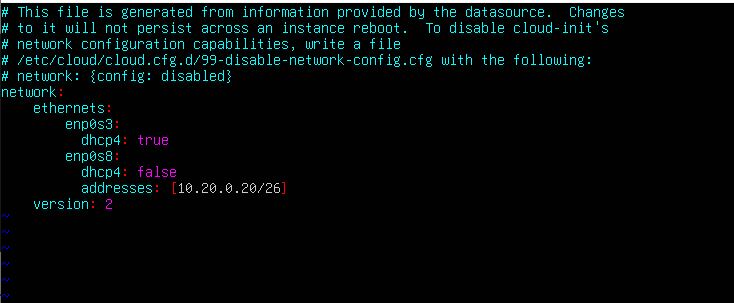 # This file is generated from information provided by the datasource.  Changes
# to it will not persist across an instance reboot.  To disable cloud-init's
# network configuration capabilities, write a file
# /etc/cloud/cloud.cfg.d/99-disable-network-config.cfg with the following:
# network: {config: disabled}
network:
    ethernets:
        enp0s3:
          dhcp4: true
        enp0s8:
          dhcp4: false
          addresses: [10.20.0.20/26]
    version: 2
~
~
~
~
~
~